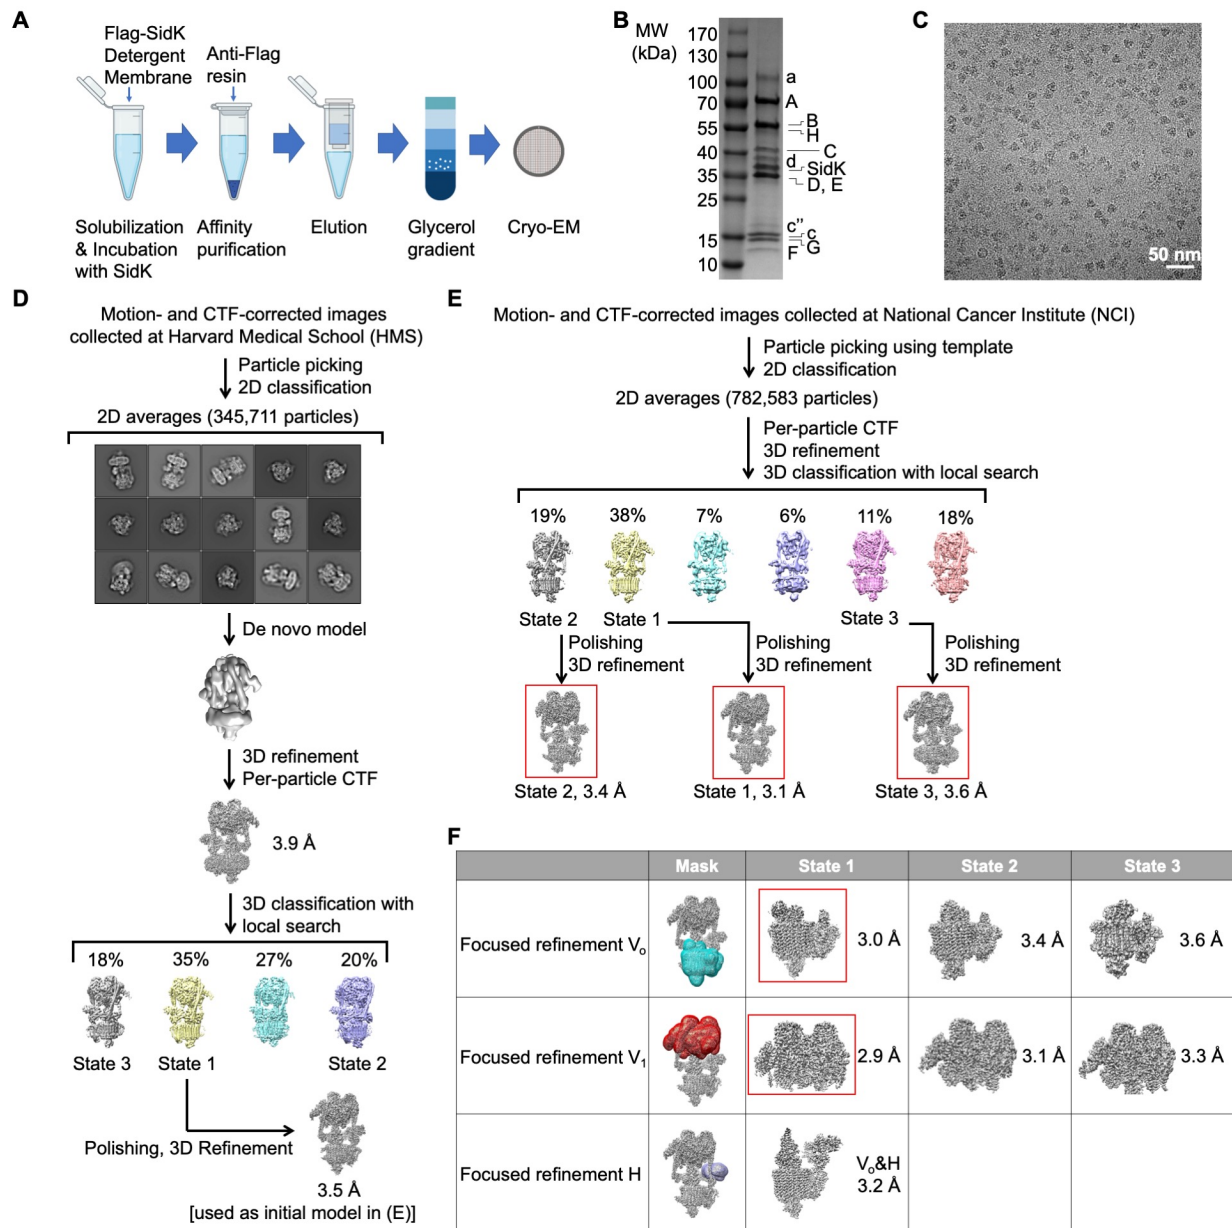 A
Flag-SidK
Detergent
Membrane
Anti-Flag
resin
Solubilization
& Incubation
with SidK
Affinity
purification
Elution
Glycerol
gradient
Cryo-EM
B
MW
(kDa)
170
130
100
70
55
40
35
25
15
10
a
A
B
H
C
d
SidK
D, E
c"
c
G
F
C
50 nm
D
Motion- and CTF-corrected images
collected at Harvard Medical School (HMS)
Particle picking
2D classification
2D averages (345,711 particles)
De novo model
3D refinement
Per-particle CTF
3.9 Å
3D classification with
local search
18% 35% 27% 20%
State 3 State 1 State 2
Polishing, 3D Refinement
3.5 Å
[used as initial model in (E)]
E
Motion- and CTF-corrected images collected at National Cancer Institute (NCI)
Particle picking using template
2D classification
2D averages (782,583 particles)
Per-particle CTF
3D refinement
3D classification with local search
19% 38% 7% 6% 11% 18%
State 2 State 1 State 3
Polishing
3D refinement
Polishing
3D refinement
Polishing
3D refinement
State 2, 3.4 Å
State 1, 3.1 Å
State 3, 3.6 Å
F
Mask State 1 State 2 State 3
Focused refinement Vo 3.0 Å 3.4 Å 3.6 Å
Focused refinement V1 2.9 Å 3.1 Å 3.3 Å
Focused refinement H
Vo&H
3.2 Å